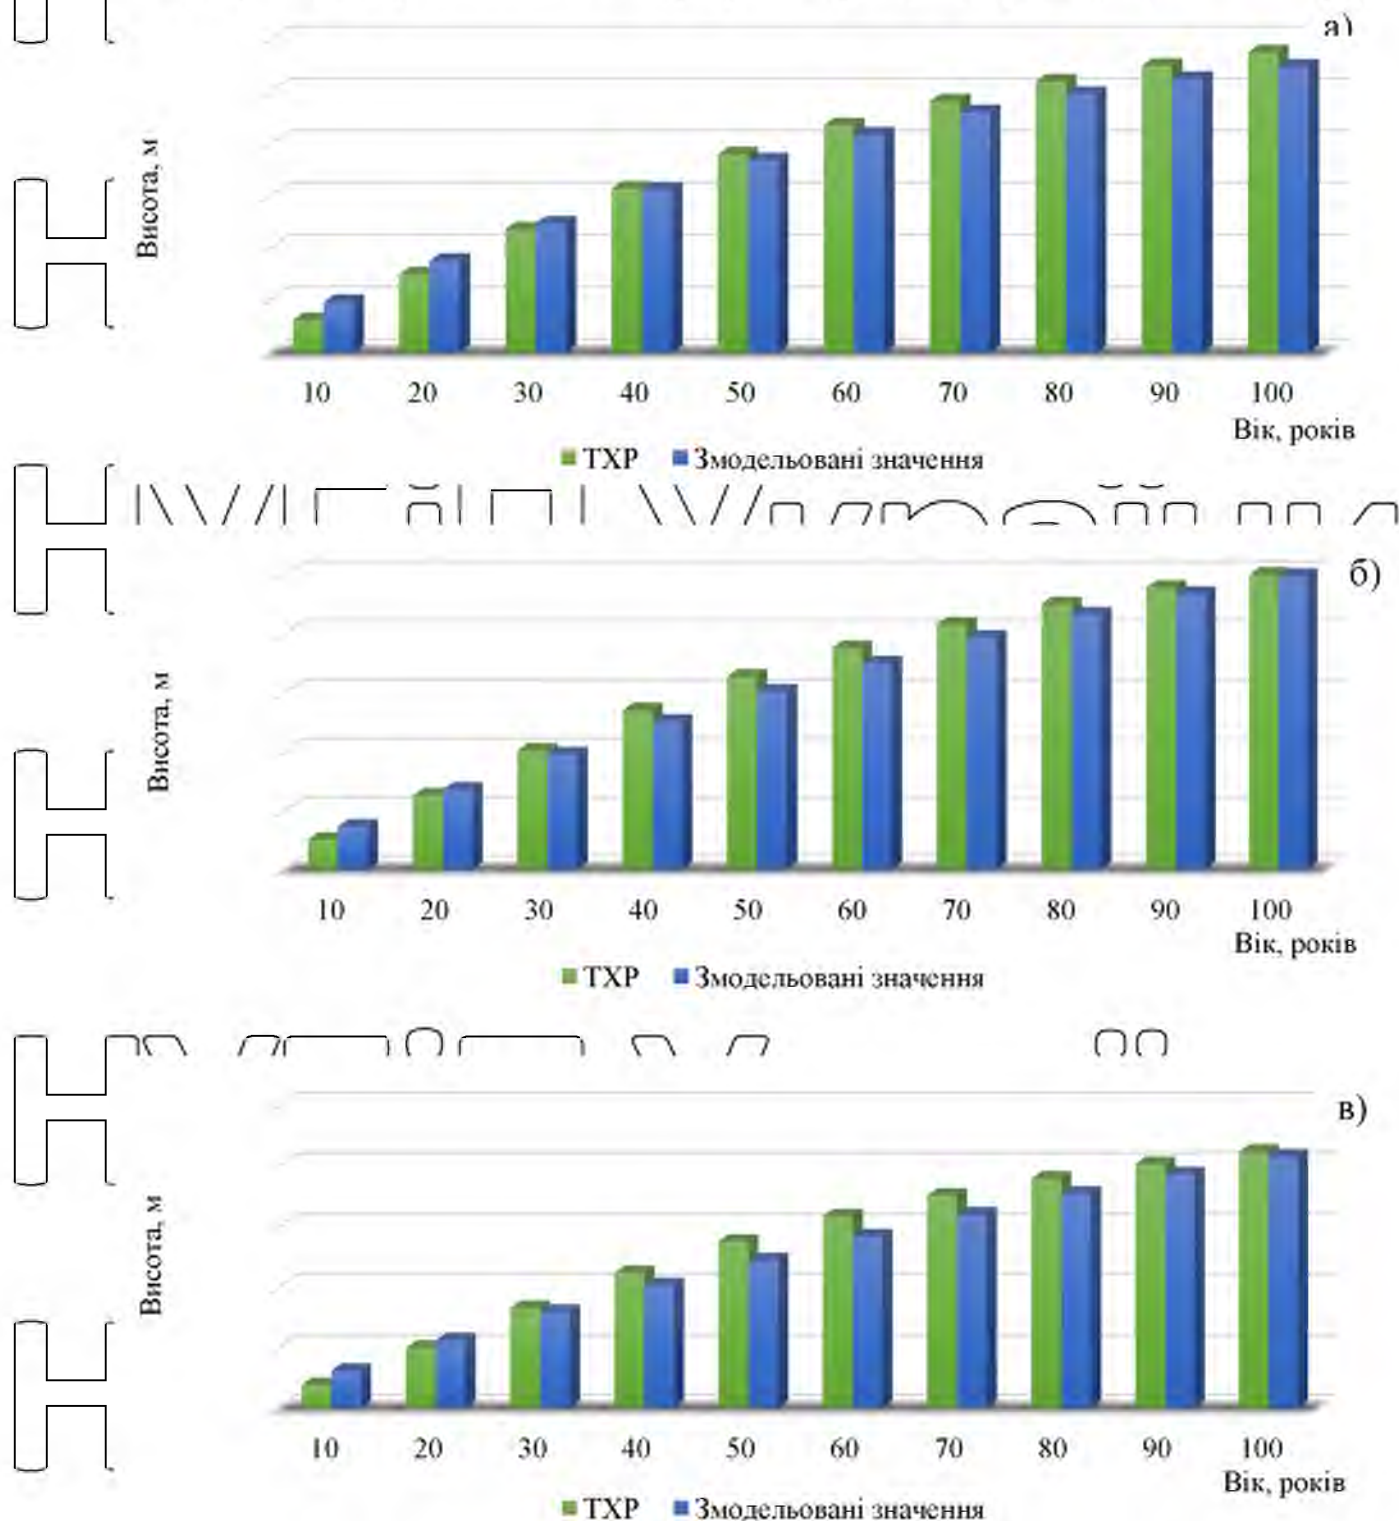 а)
Висота, м
10 20 30 40 50 60 70 80 90 100
Вік, років
ТХР Змодельовані значення
б)
Висота, м
10 20 30 40 50 60 70 80 90 100
Вік, років
ТХР Змодельовані значення
в)
Висота, м
10 20 30 40 50 60 70 80 90 100
Вік, років
ТХР Змодельовані значення